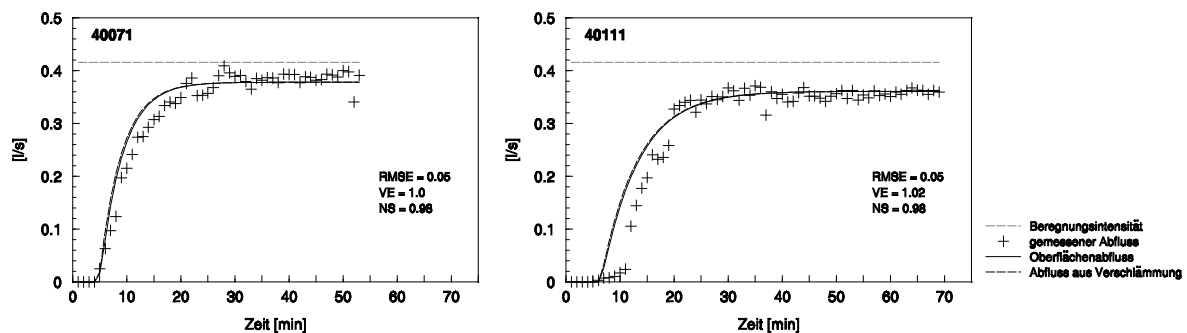 0.5
0.4
0.3
0.2
0.1
0
[l/s]
40071
RMSE = 0.05
VE = 1.0
NS = 0.98
0 10 20 30 40 50 60 70
Zeit [min]
0.5
0.4
0.3
0.2
0.1
0
[l/s]
40111
RMSE = 0.05
VE = 1.02
NS = 0.98
0 10 20 30 40 50 60 70
Zeit [min]
Beregnungsintensität
gemessener Abfluss
Oberflächenabfluss
Abfluss aus Verschlämmung